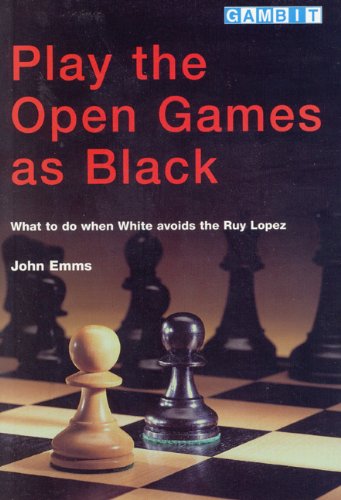 GAMBIT
Play the
Open Games
as Black
What to do when White avoids the Ruy Lopez
John Emms